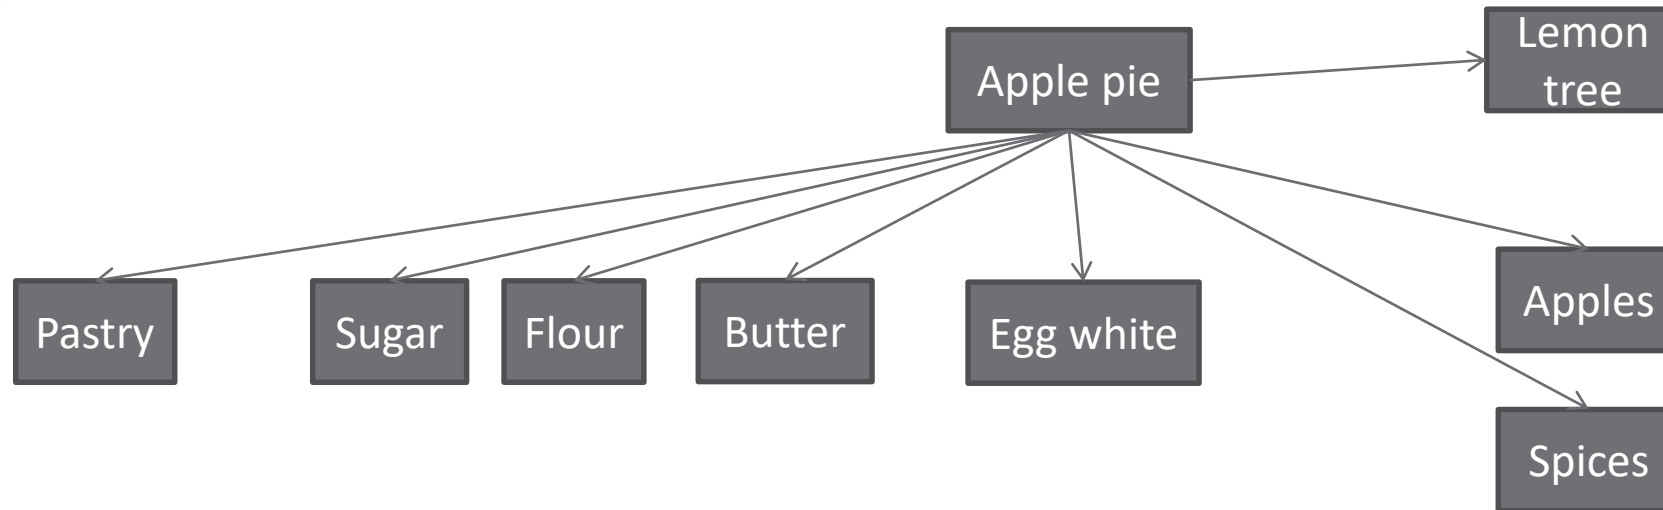 Lemon
tree
Apple pie
Apples
Pastry
Sugar
Flour
Butter
Egg white
Spices